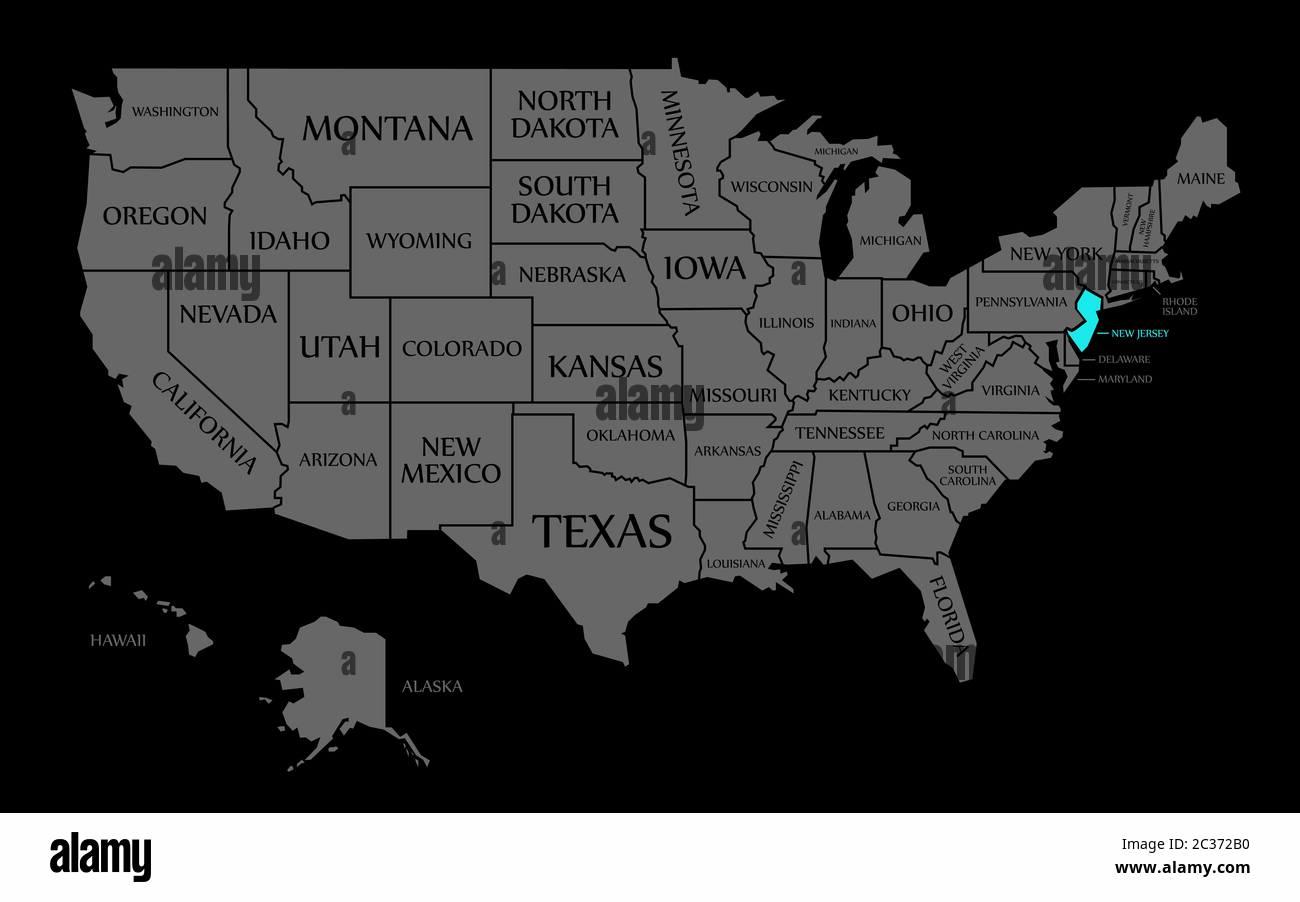 WASHINGTON
MONTANA
NORTH
DAKOTA
MINNESOTA
MICHIGAN
MAINE
OREGON
IDAHO
WYOMING
SOUTH
DAKOTA
WISCONSIN
MICHIGAN
VERMONT
NEW
HAMPSHIRE
NEW YORK
NEBRASKA
IOWA
NEVADA
UTAH
COLORADO
KANSAS
ILLINOIS
INDIANA
OHIO
PENNSYLVANIA
RHODE
ISLAND
NEW JERSEY
DELAWARE
MARYLAND
CALIFORNIA
MISSOURI
KENTUCKY
WEST
VIRGINIA
VIRGINIA
ARIZONA
NEW
MEXICO
OKLAHOMA
ARKANSAS
TENNESSEE
NORTH CAROLINA
SOUTH
CAROLINA
TEXAS
LOUISIANA
MISSISSIPPI
ALABAMA
GEORGIA
FLORIDA
HAWAII
ALASKA
a
a
alamy
a
a
alamy
a
alamy
a
a
a
a
alamy
Image ID: 2C372B0
www.alamy.com